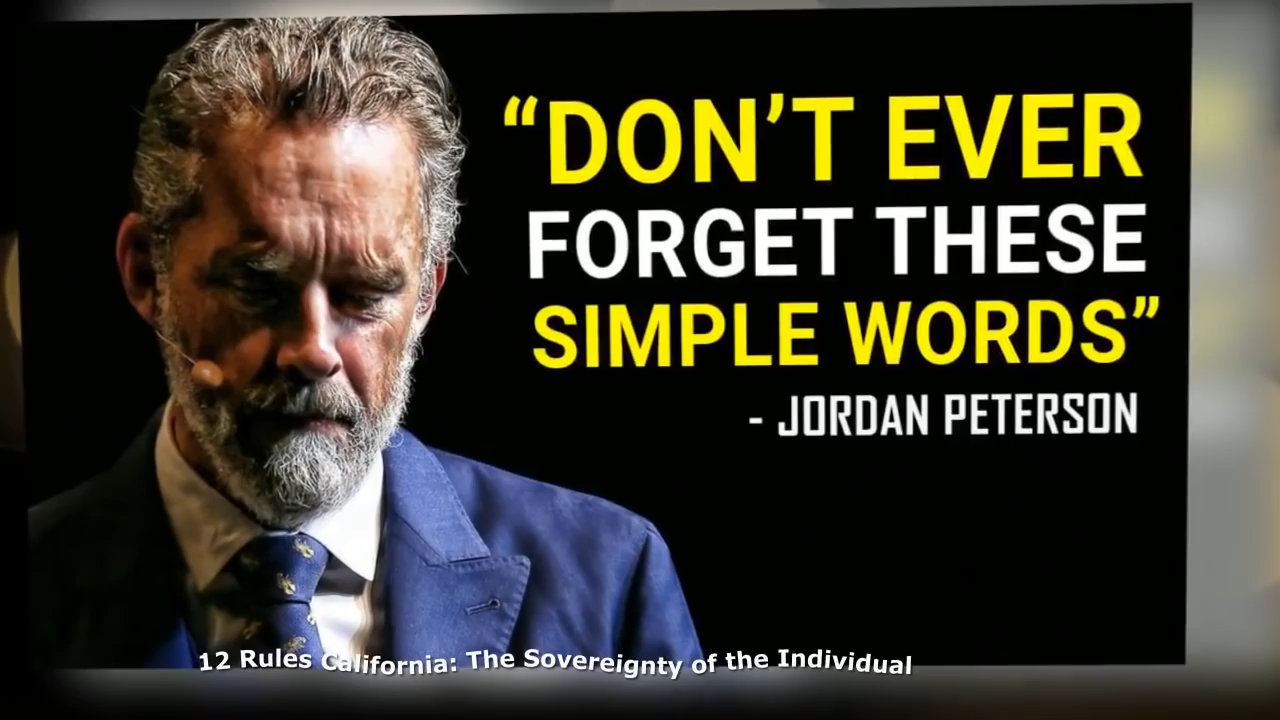 “DON’T EVER
FORGET THESE
SIMPLE WORDS”
- JORDAN PETERSON
12 Rules California: The Sovereignty of the Individual